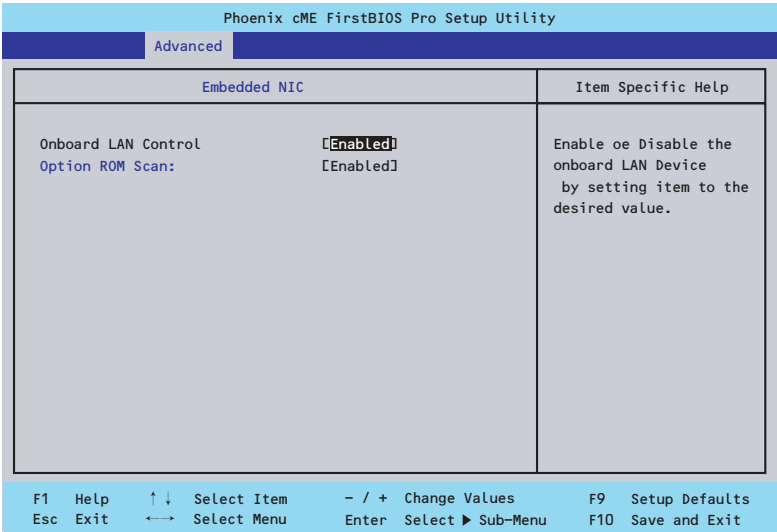 Phoenix cME FirstBIOS Pro Setup Utility
Advanced
Embedded NIC
Item Specific Help
Onboard LAN Control [Enabled]
Option ROM Scan: [Enabled]
Enable oe Disable the
onboard LAN Device
by setting item to the
desired value.
F1 Help ↑↓ Select Item − / + Change Values F9 Setup Defaults
Esc Exit ←→ Select Menu Enter Select ▶ Sub−Menu F10 Save and Exit